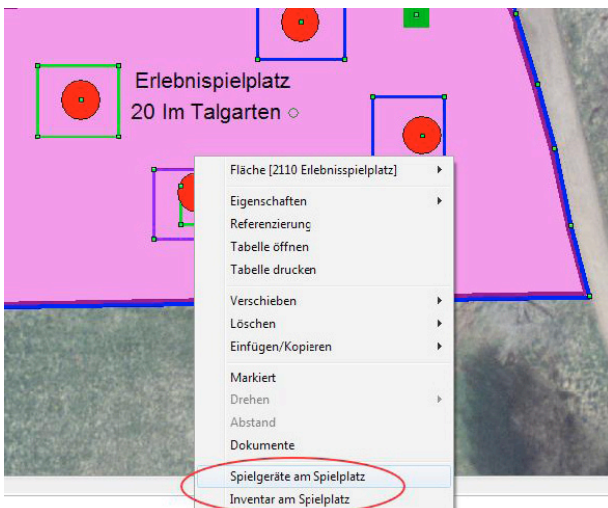 Erlebnispielplatz
20 Im Talgarten
Fläche [2110 Erlebnisspielplatz]
Eigenschaften
Referenzierung
Tabelle öffnen
Tabelle drucken
Verschieben
Löschen
Einfügen/Kopieren
Markiert
Drehen
Abstand
Dokumente
Spielgeräte am Spielplatz
Inventar am Spielplatz